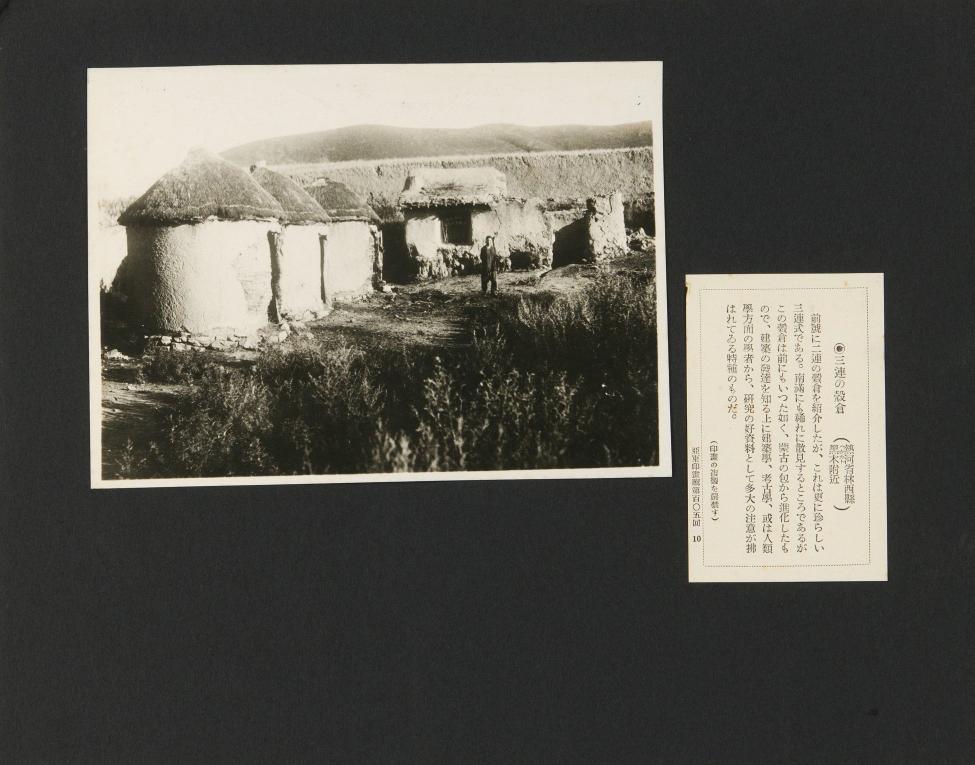 ◉三連の穀倉
(熱河省林西縣
黑木附近)
前號に二連の穀倉を紹介したが、これは更に珍らしい
三連式である。南滿にも稀れに散見するところであるが
この穀倉は前にもいつた如く、蒙古の包から進化したも
ので、建築の發達を知る上に建築學、考古學、或は人類
學方面の學者から、研究の好資料として多大の注意が拂
はれてゐる特種のものだ。
(印畫の複製を嚴禁す)
亞東印畫輯第百〇五回 10